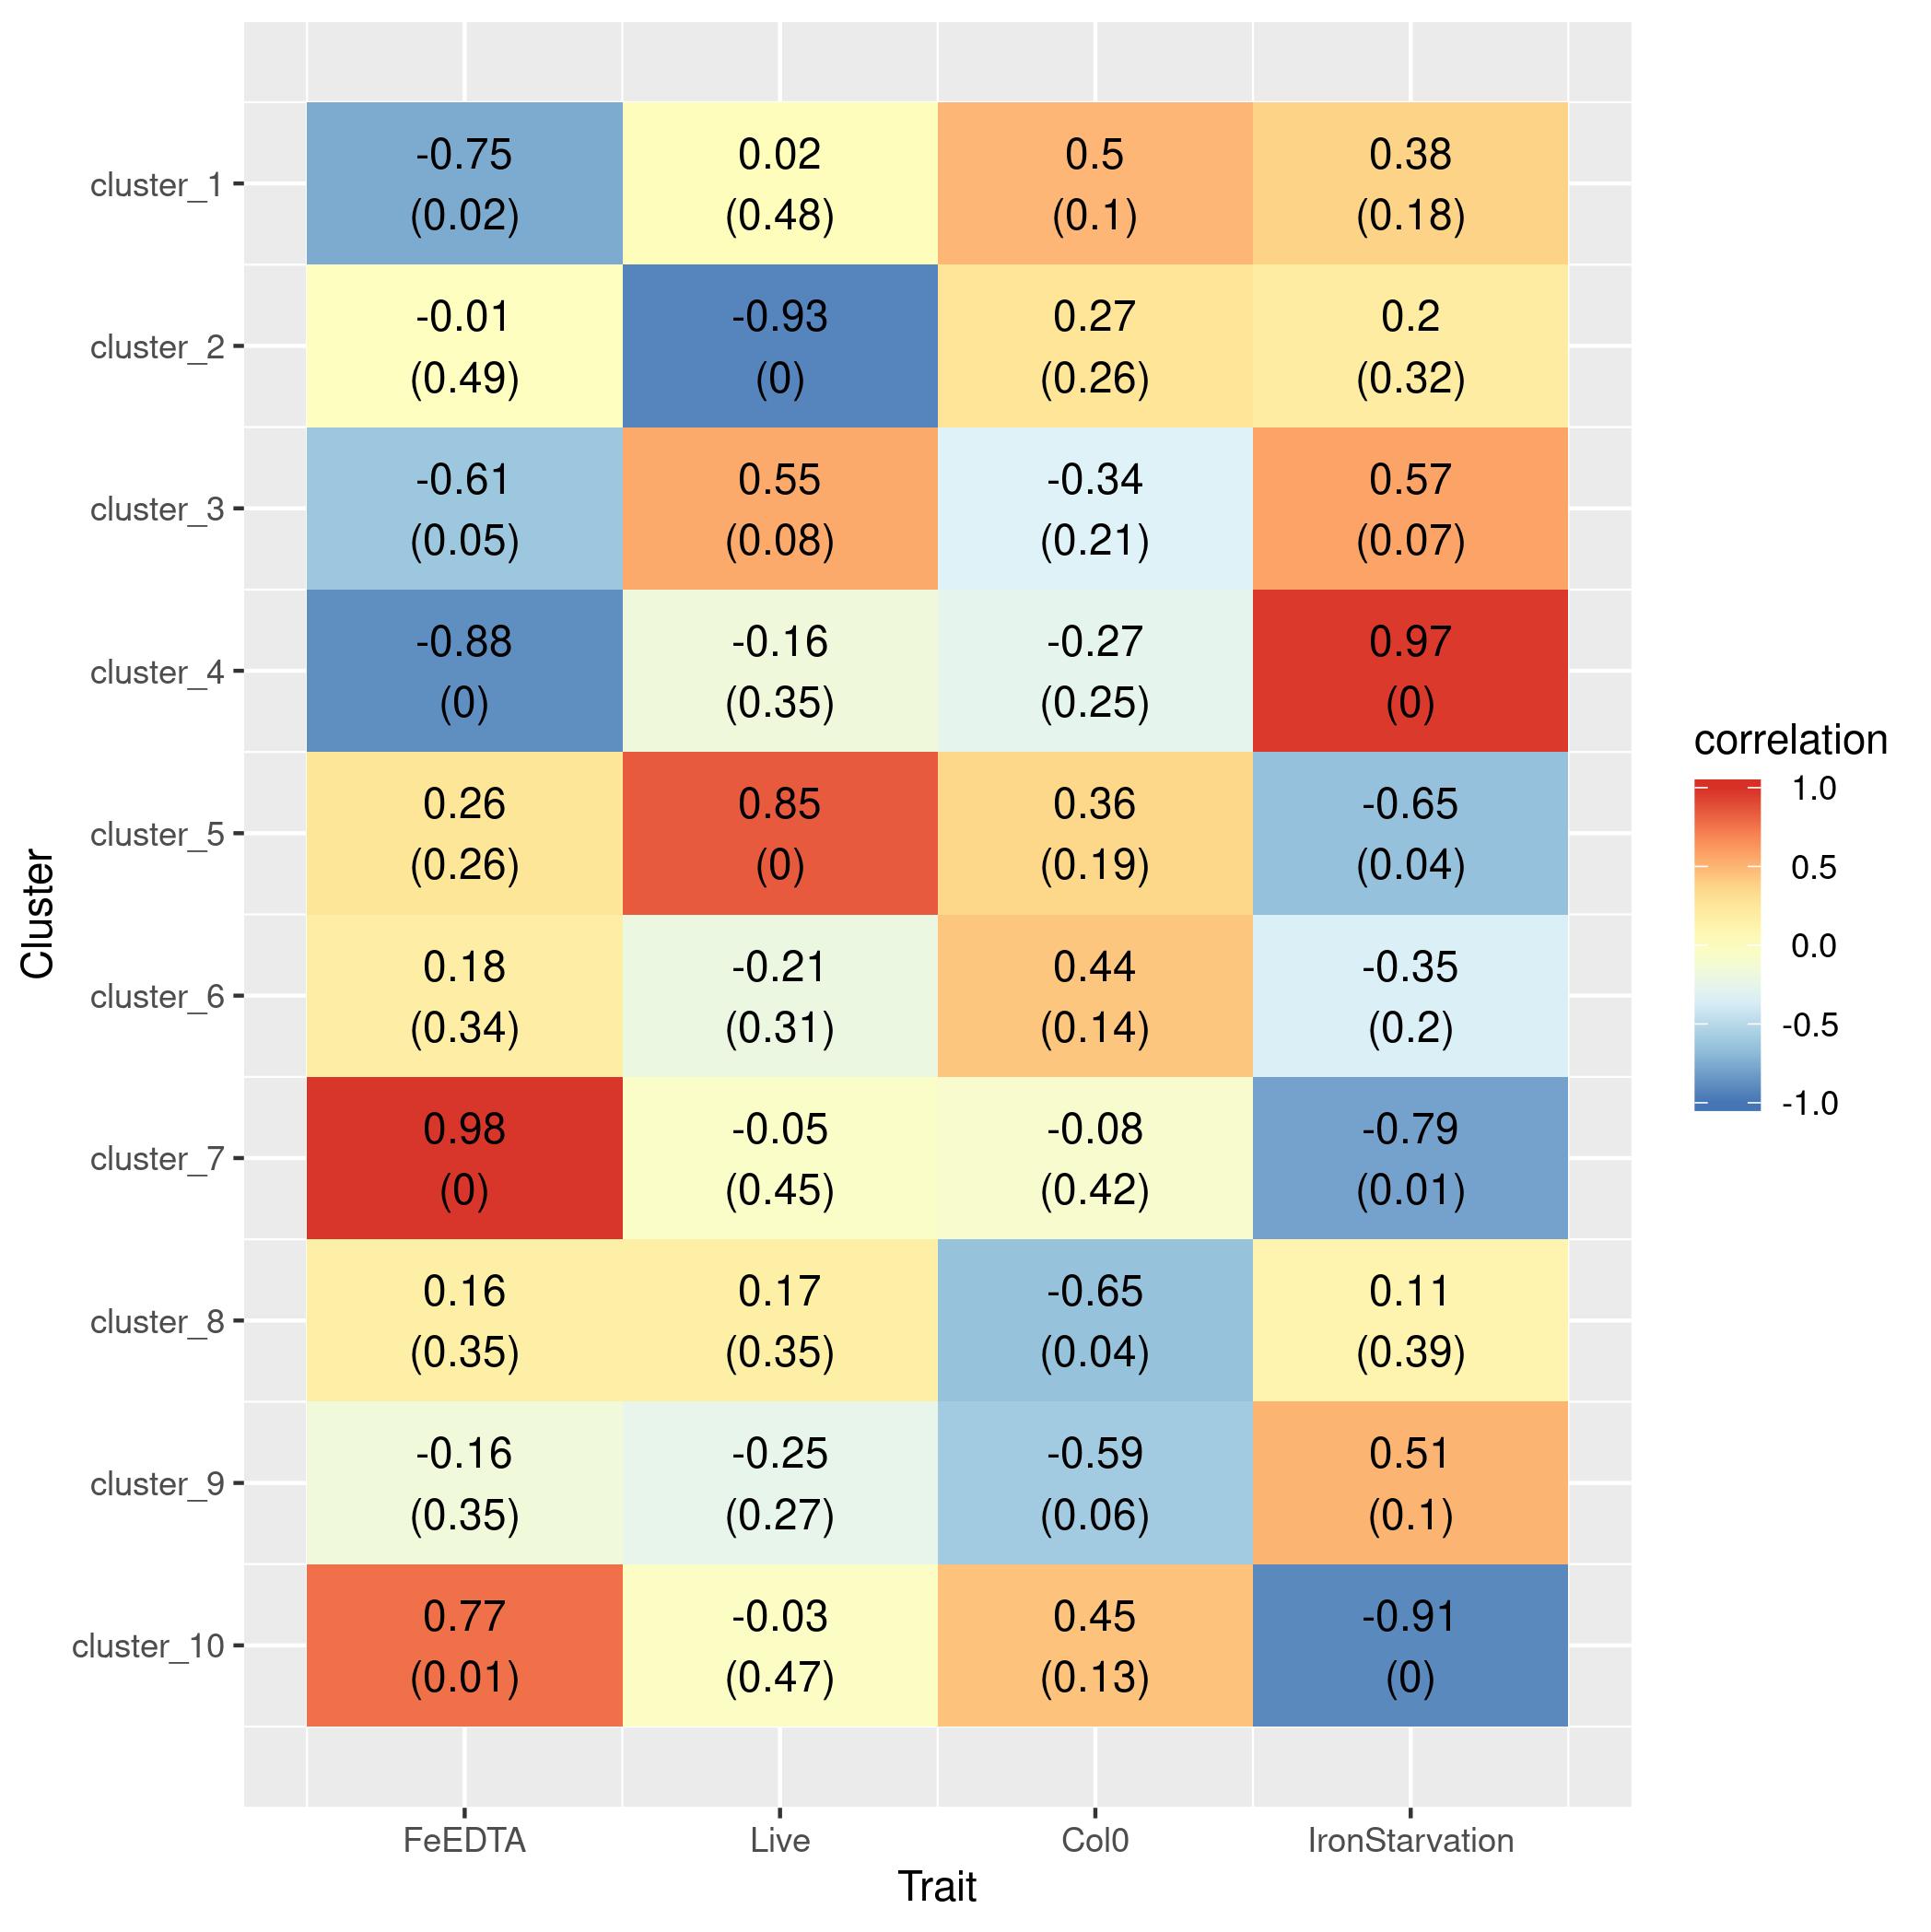 -0.75 0.02 0.5 0.38
cluster_1
(0.02) (0.48) (0.1) (0.18)
-0.01 -0.93 0.27 0.2
cluster_2
(0.49) (0) (0.26) (0.32)
-0.61 0.55 -0.34 0.57
cluster_3
(0.05) (0.08) (0.21) (0.07)
-0.88 -0.16 -0.27 0.97
cluster_4
(0) (0.35) (0.25) (0)
0.26 0.85 0.36 -0.65
cluster_5
(0.26) (0) (0.19) (0.04)
0.18 -0.21 0.44 -0.35
cluster_6
(0.34) (0.31) (0.14) (0.2)
0.98 -0.05 -0.08 -0.79
cluster_7
(0) (0.45) (0.42) (0.01)
0.16 0.17 -0.65 0.11
cluster_8
(0.35) (0.35) (0.04) (0.39)
-0.16 -0.25 -0.59 0.51
cluster_9
(0.35) (0.27) (0.06) (0.1)
0.77 -0.03 0.45 -0.91
cluster_10
(0.01) (0.47) (0.13) (0)
FeEDTA Live Col0 IronStarvation
Trait
Cluster
correlation
1.0
0.5
0.0
-0.5
-1.0